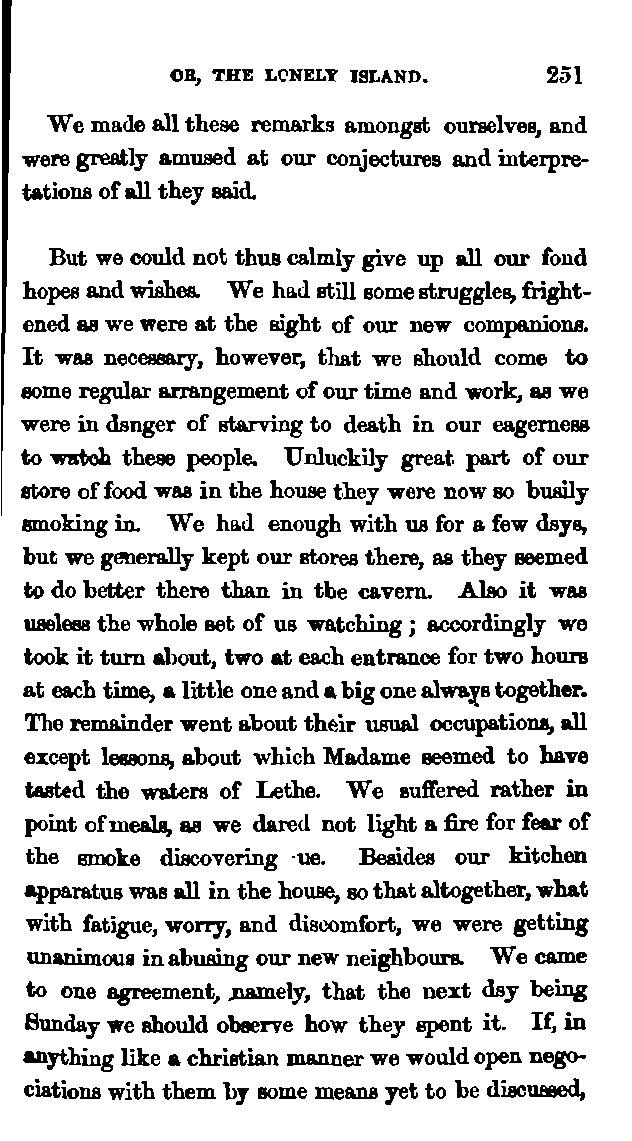 OR, THE LONELY ISLAND. 251
We made all these remarks amongst ourselves, and
were greatly amused at our conjectures and interpre-
tations of all they said.
But we could not thus calmly give up all our fond
hopes and wishes. We had still some struggles, fright-
ened as we were at the sight of our new companions.
It was necessary, however, that we should come to
some regular arrangement of our time and work, as we
were in danger of starving to death in our eagerness
to watch these people. Unluckily great part of our
store of food was in the house they were now so busily
smoking in. We had enough with us for a few days,
but we generally kept our stores there, as they seemed
to do better there than in the cavern. Also it was
useless the whole set of us watching; accordingly we
took it turn about, two at each entrance for two hours
at each time, a little one and a big one always together.
The remainder went about their usual occupations, all
except lessons, about which Madame seemed to have
tasted the waters of Lethe. We suffered rather in
point of meals, as we dared not light a fire for fear of
the smoke discovering us. Besides our kitchen
apparatus was all in the house, so that altogether, what
with fatigue, worry, and discomfort, we were getting
unanimous in abusing our new neighbours. We came
to one agreement, namely, that the next day being
Sunday we should observe how they spent it. If, in
anything like a christian manner we would open nego-
ciations with them by some means yet to be discussed,